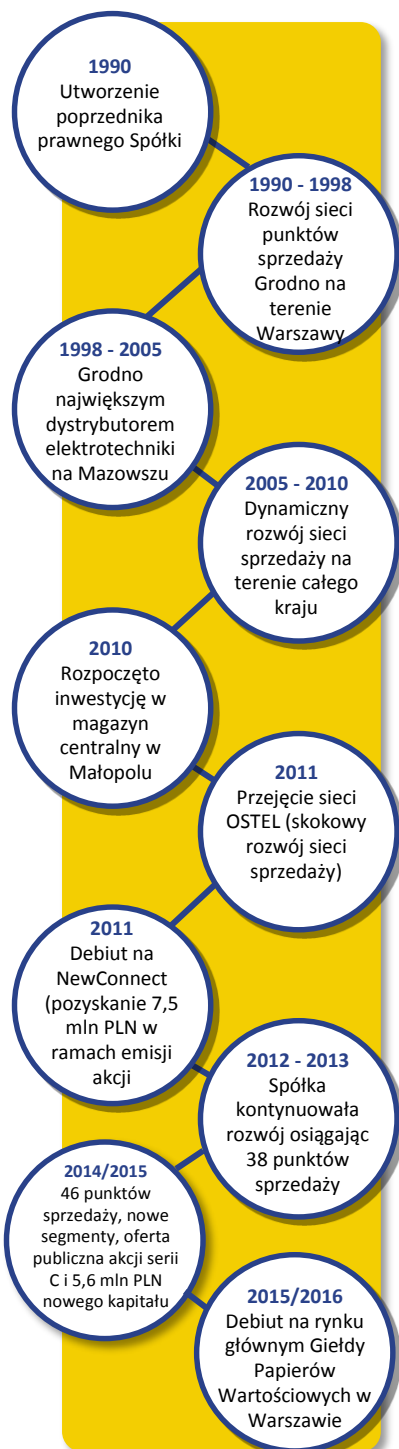 1990
Utworzenie
poprzednika
prawnego Spółki
1990 - 1998
Rozwój sieci
punktów
sprzedaży
Grodno na
terenie
Warszawy
1998 - 2005
Grodno
największym
dystrybutorem
elektrotechniki
na Mazowszu
2005 - 2010
Dynamiczny
rozwój sieci
sprzedaży na
terenie całego
kraju
2010
Rozpoczęto
inwestycję w
magazyn
centralny w
Małopolu
2011
Przejęcie sieci
OSTEL (skokowy
rozwój sieci
sprzedaży)
2011
Debiut na
NewConnect
(pozyskanie 7,5
mln PLN w
ramach emisji
akcji
2012 - 2013
Spółka
kontynuowała
rozwój osiągając
38 punktów
sprzedaży
2014/2015
46 punktów
sprzedaży, nowe
segmenty, oferta
publiczna akcji serii
C i 5,6 mln PLN
nowego kapitału
2015/2016
Debiut na rynku
głównym Giełdy
Papierów
Wartościowych w
Warszawie